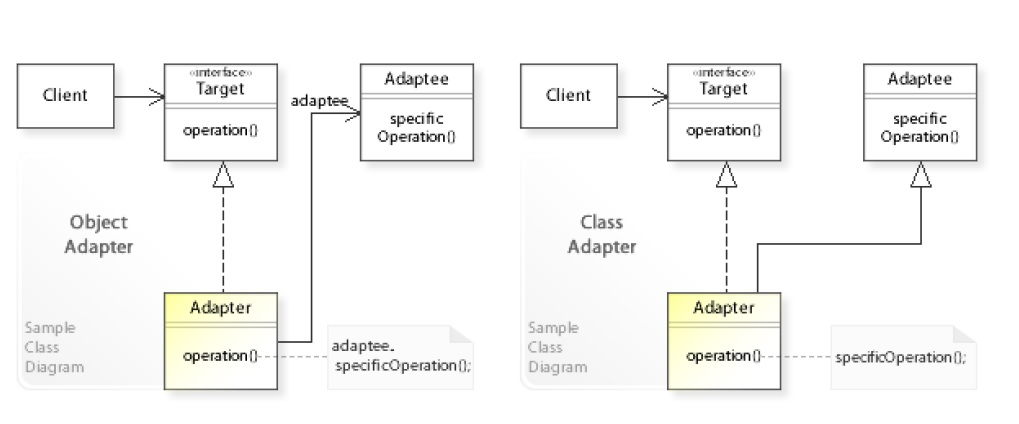 Client
«interface»
Target
operation()
adaptee
Adaptee
specific
Operation()
Object
Adapter
Adapter
operation()
adaptee.
specificOperation();
Sample
Class
Diagram
Client
«interface»
Target
operation()
Adaptee
specific
Operation()
Class
Adapter
Adapter
operation()
specificOperation();
Sample
Class
Diagram